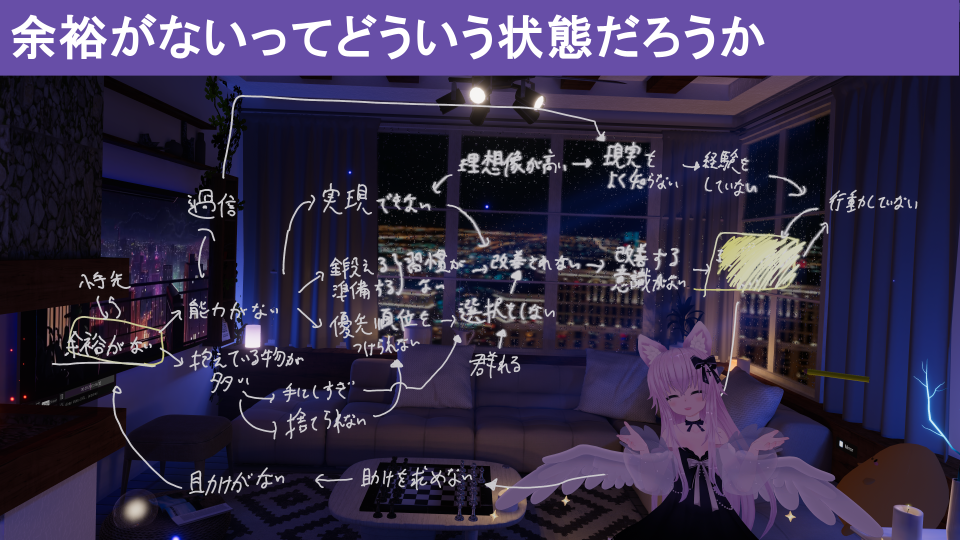 余裕がないってどういう状態だろうか
理想像が高い
現実を
よく知らない
経験を
していない
行動していない
過信
実現できない
鍛える
準備する
習慣が
ない
改善されない
改善する
意識がない
優先順位を
つけられない
選択をしない
群れる
能力がない
余裕がない
抱えている物が
多い
手にしすぎ
捨てられない
助けがない
助けを求めない